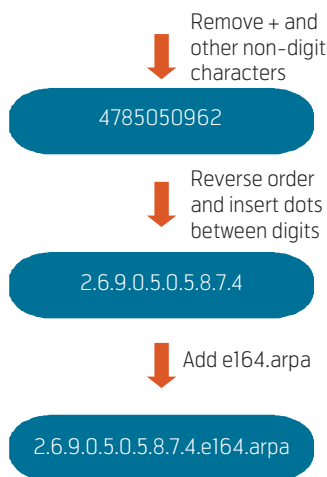 Remove + and
other non-digit
characters
4785050962
Reverse order
and insert dots
between digits
2.6.9.0.5.0.5.8.7.4
Add e164.arpa
2.6.9.0.5.0.5.8.7.4.e164.arpa